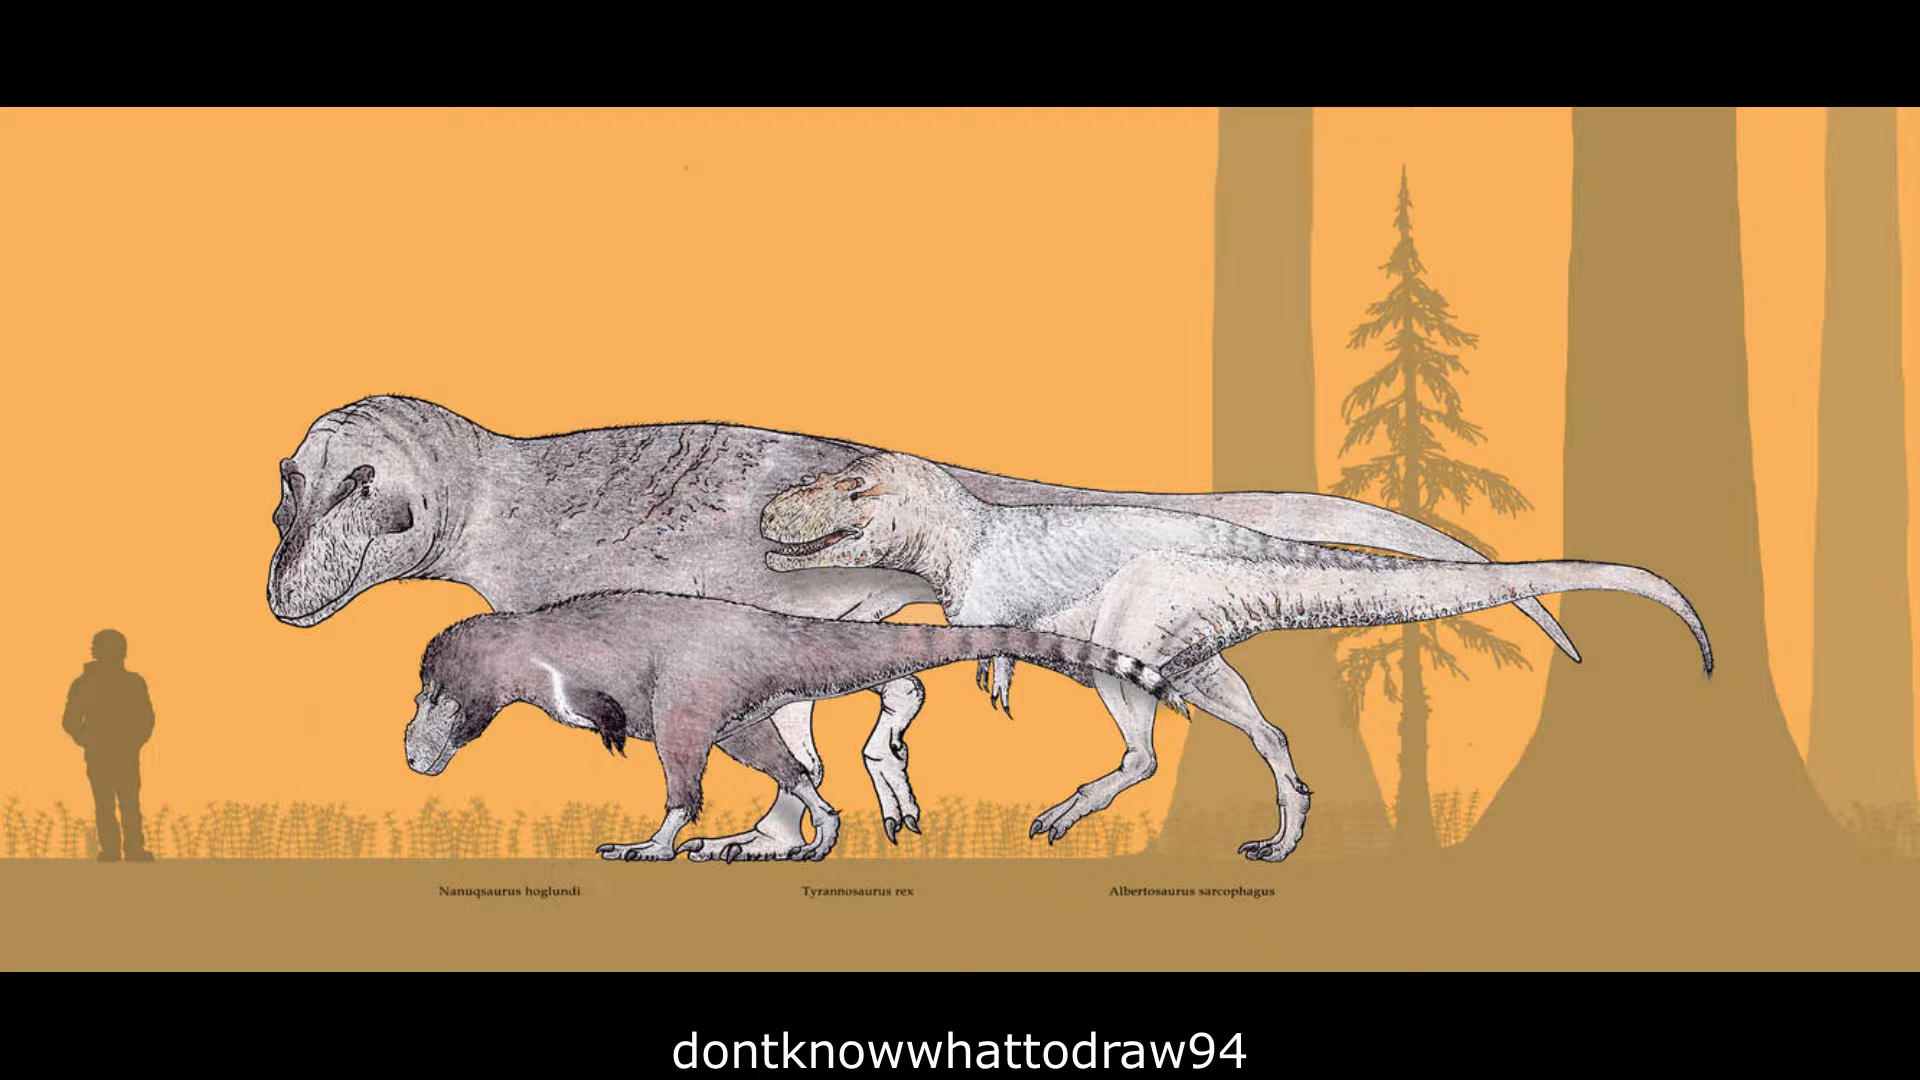 Nanuqsaurus hoglundi
Tyrannosaurus rex
Albertosaurus sarcophagus
dontknowwhattodraw94